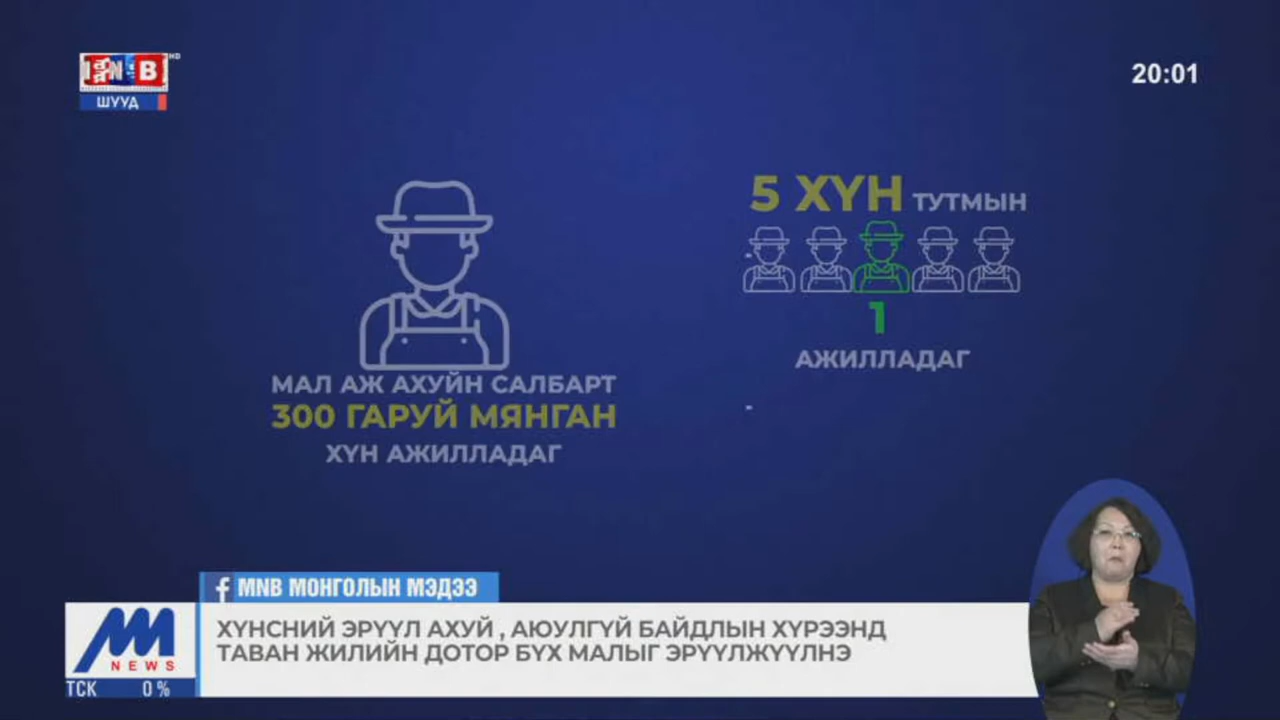 MNB HD
ШУУД
20:01
5 ХҮН ТУТМЫН
1
АЖИЛЛАДАГ
МАЛ АЖ АХУЙН САЛБАРТ
300 ГАРУЙ МЯНГАН
ХҮН АЖИЛЛАДАГ
f MNB МОНГОЛЫН МЭДЭЭ
ХҮНСНИЙ ЭРҮҮЛ АХУЙ , АЮУЛГҮЙ БАЙДЛЫН ХҮРЭЭНД
ТАВАН ЖИЛИЙН ДОТОР БҮХ МАЛЫГ ЭРҮҮЛЖҮҮЛНЭ
M NEWS
ТСК 0 %